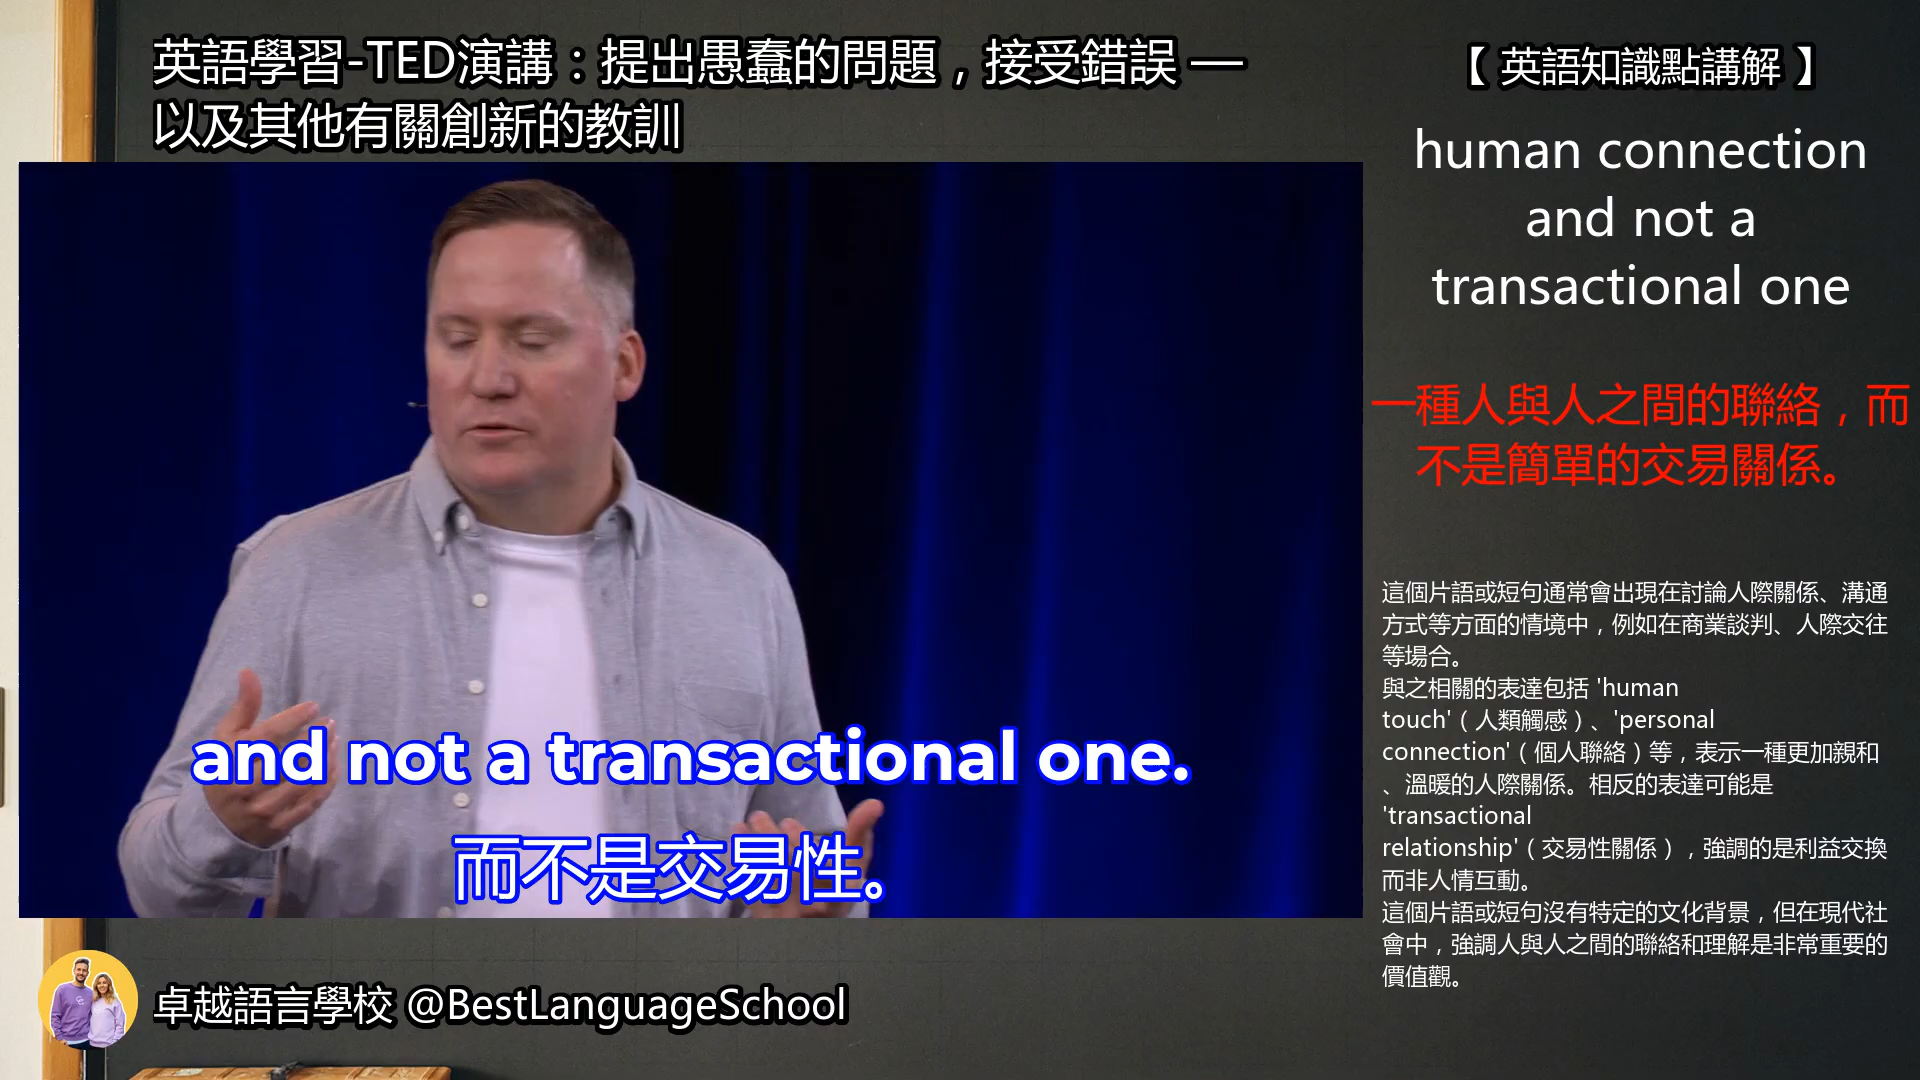 英語學習-TED演講：提出愚蠢的問題，接受錯誤 —
以及其他有關創新的教訓
【 英語知識點講解 】
human connection
and not a
transactional one
一種人與人之間的聯絡，而
不是簡單的交易關係。
這個片語或短句通常會出現在討論人際關係、溝通
方式等方面的情境中，例如在商業談判、人際交往
等場合。
與之相關的表達包括 'human
touch'（人類觸感）、'personal
connection'（個人聯絡）等，表示一種更加親和
、溫暖的人際關係。相反的表達可能是
'transactional
relationship'（交易性關係），強調的是利益交換
而非人情互動。
這個片語或短句沒有特定的文化背景，但在現代社
會中，強調人與人之間的聯絡和理解是非常重要的
價值觀。
and not a transactional one.
而不是交易性。
卓越語言學校 @BestLanguageSchool